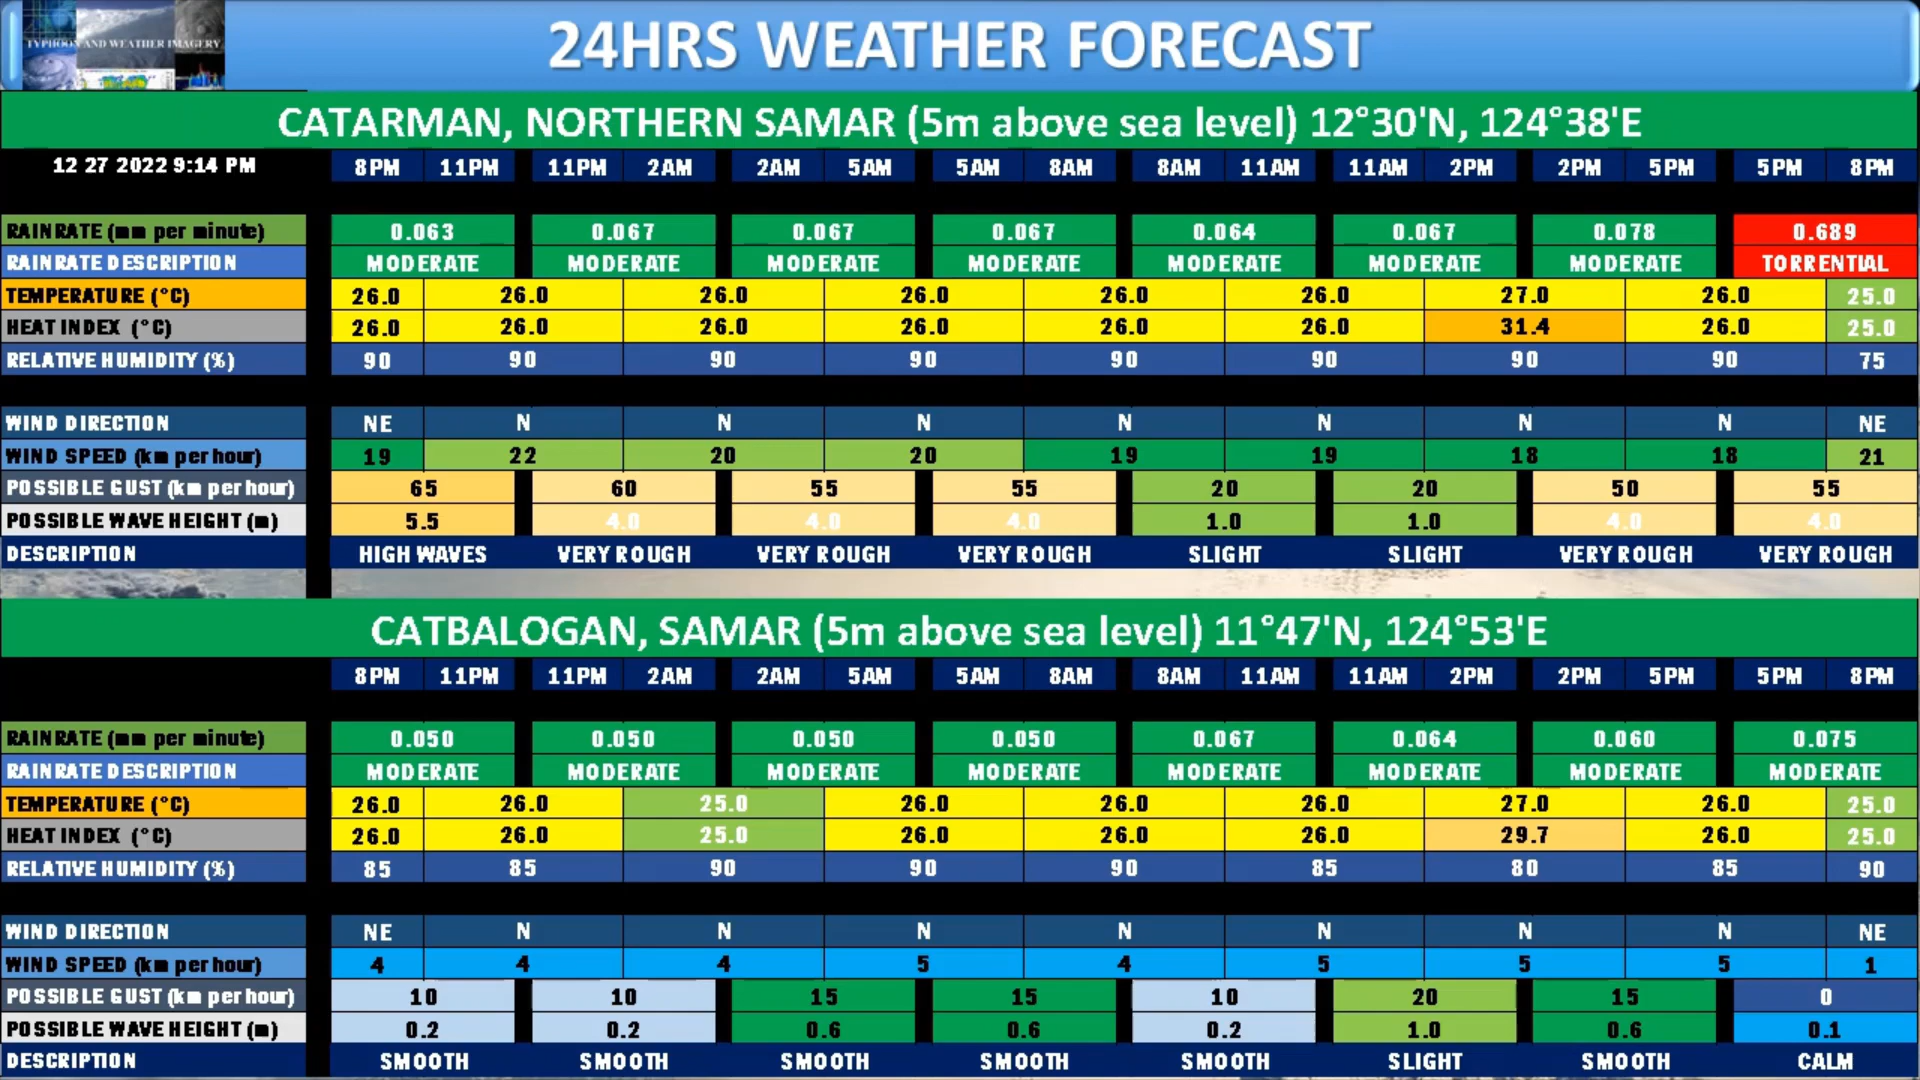 TYPHOON AND WEATHER IMAGERY
24HRS WEATHER FORECAST
CATARMAN, NORTHERN SAMAR (5m above sea level) 12°30'N, 124°38'E
12 27 2022 9:14 PM 8PM 11PM 11PM 2AM 2AM 5AM 5AM 8AM 8AM 11AM 11AM 2PM 2PM 5PM 5PM 8PM
RAINRATE (mm per minute) 0.063 0.067 0.067 0.067 0.064 0.067 0.078 0.689
RAINRATE DESCRIPTION MODERATE MODERATE MODERATE MODERATE MODERATE MODERATE MODERATE TORRENTIAL
TEMPERATURE (°C) 26.0 26.0 26.0 26.0 26.0 26.0 27.0 26.0 25.0
HEAT INDEX (°C) 26.0 26.0 26.0 26.0 26.0 26.0 31.4 26.0 25.0
RELATIVE HUMIDITY (%) 90 90 90 90 90 90 90 90 75
WIND DIRECTION NE N N N N N N N NE
WIND SPEED (km per hour) 19 22 20 20 19 19 18 18 21
POSSIBLE GUST (km per hour) 65 60 55 55 20 20 50 55
POSSIBLE WAVE HEIGHT (m) 5.5 4.0 4.0 4.0 1.0 1.0 4.0 4.0
DESCRIPTION HIGH WAVES VERY ROUGH VERY ROUGH VERY ROUGH SLIGHT SLIGHT VERY ROUGH VERY ROUGH
CATBALOGAN, SAMAR (5m above sea level) 11°47'N, 124°53'E
8PM 11PM 11PM 2AM 2AM 5AM 5AM 8AM 8AM 11AM 11AM 2PM 2PM 5PM 5PM 8PM
RAINRATE (mm per minute) 0.050 0.050 0.050 0.050 0.067 0.064 0.060 0.075
RAINRATE DESCRIPTION MODERATE MODERATE MODERATE MODERATE MODERATE MODERATE MODERATE MODERATE
TEMPERATURE (°C) 26.0 26.0 25.0 26.0 26.0 26.0 27.0 26.0 25.0
HEAT INDEX (°C) 26.0 26.0 25.0 26.0 26.0 26.0 29.7 26.0 25.0
RELATIVE HUMIDITY (%) 85 85 90 90 90 85 80 85 90
WIND DIRECTION NE N N N N N N N NE
WIND SPEED (km per hour) 4 4 4 5 4 5 5 5 1
POSSIBLE GUST (km per hour) 10 10 15 15 10 20 15 0
POSSIBLE WAVE HEIGHT (m) 0.2 0.2 0.6 0.6 0.2 1.0 0.6 0.1
DESCRIPTION SMOOTH SMOOTH SMOOTH SMOOTH SMOOTH SLIGHT SMOOTH CALM